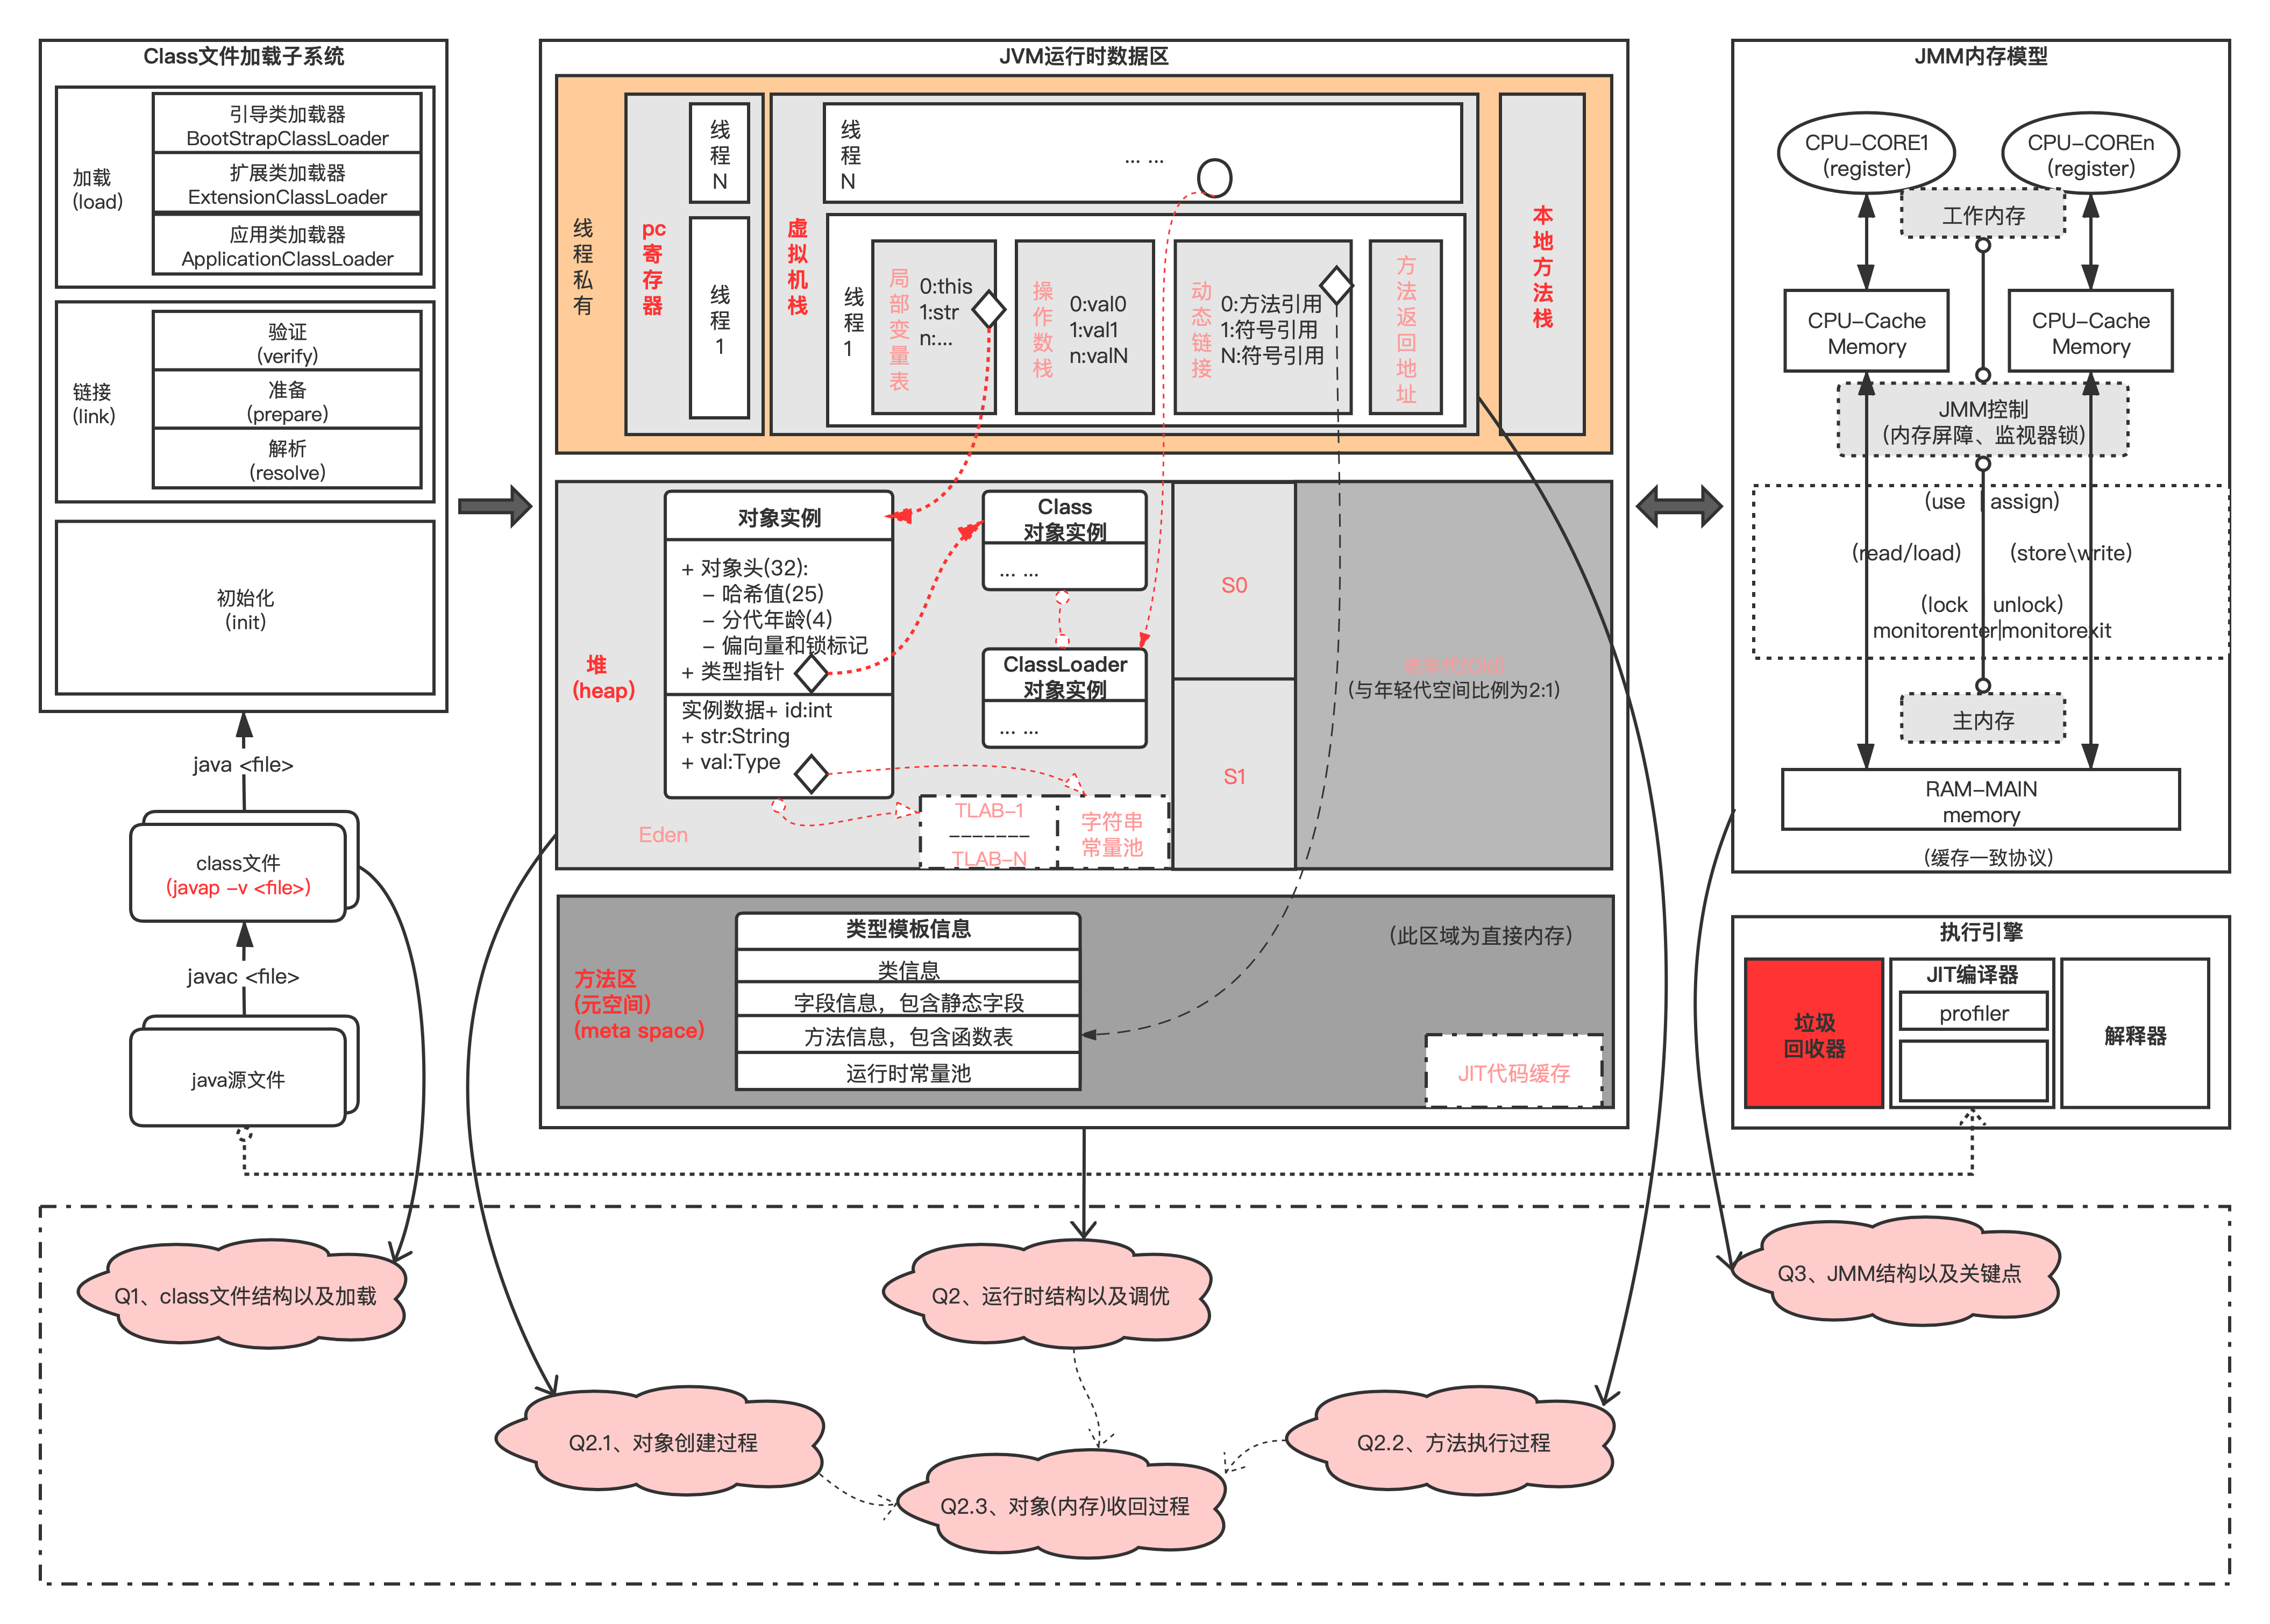 Class文件加载子系统
加载
(load)
引导类加载器
BootStrapClassLoader
扩展类加载器
ExtensionClassLoader
应用类加载器
ApplicationClassLoader
链接
(link)
验证
(verify)
准备
(prepare)
解析
(resolve)
初始化
(init)
java <file>
class文件
(javap -v <file>)
javac <file>
java源文件
JVM运行时数据区
线程私有
pc寄存器
线程N
线程1
虚拟机栈
线程N
... ...
线程1
局部变量表
0:this
1:str
n:...
操作数栈
0:val0
1:val1
n:valN
动态链接
0:方法引用
1:符号引用
N:符号引用
方法返回地址
本地方法栈
堆
(heap)
对象实例
+ 对象头(32):
- 哈希值(25)
- 分代年龄(4)
- 偏向量和锁标记
+ 类型指针
实例数据+ id:int
+ str:String
+ val:Type
Class
对象实例
... ...
ClassLoader
对象实例
... ...
Eden
TLAB-1
-------
TLAB-N
字符串
常量池
S0
S1
老年代(Old)
(与年轻代空间比例为2:1)
方法区
(元空间)
(meta space)
类型模板信息
类信息
字段信息，包含静态字段
方法信息，包含函数表
运行时常量池
(此区域为直接内存)
JIT代码缓存
JMM内存模型
CPU-CORE1
(register)
CPU-COREn
(register)
工作内存
CPU-Cache
Memory
CPU-Cache
Memory
JMM控制
(内存屏障、监视器锁)
(use | assign)
(read/load)
(store\write)
(lock unlock)
monitorenter|monitorexit
主内存
RAM-MAIN
memory
(缓存一致协议)
执行引擎
垃圾
回收器
JIT编译器
profiler
解释器
Q1、class文件结构以及加载
Q2、运行时结构以及调优
Q3、JMM结构以及关键点
Q2.1、对象创建过程
Q2.2、方法执行过程
Q2.3、对象(内存)收回过程